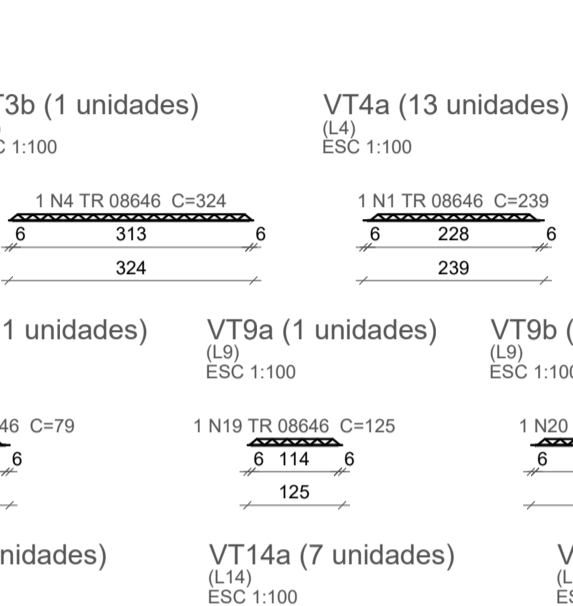 T3b (1 unidades)
VT4a (13 unidades)
(L4)
C 1:100
ESC 1:100
1 N4 TR 08646 C=324
1 N1 TR 08646 C=239
6 313 6
6 228 6
324
239
1 unidades)
VT9a (1 unidades)
VT9b (
(L9)
(L9)
ESC 1:100
ESC 1:100
46 C=79
1 N19 TR 08646 C=125
1 N20
6
6 114 6
6
125
nidades)
VT14a (7 unidades)
V
(L14)
(L
ESC 1:100
ES